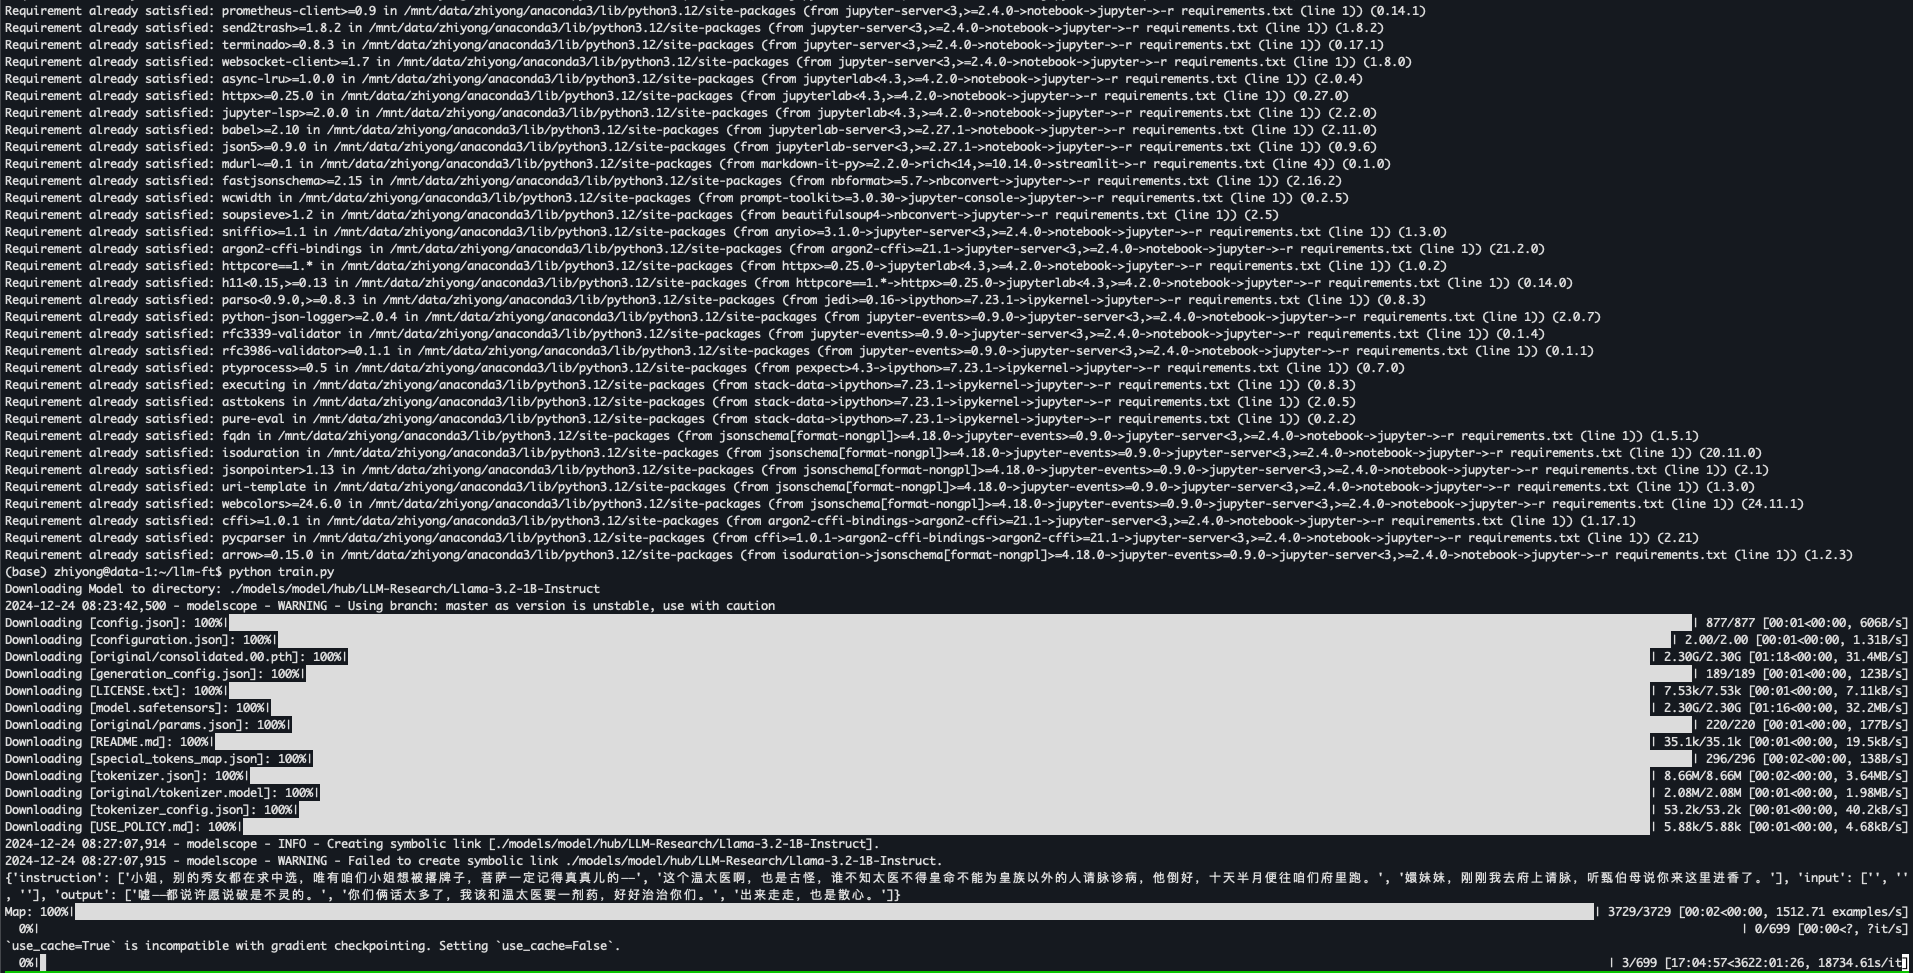 Requirement already satisfied: prometheus-client>=0.9 in /mnt/data/zhiyong/anaconda3/lib/python3.12/site-packages (from jupyter-server<3,>=2.4.0->notebook->jupyter->-r requirements.txt (line 1)) (0.14.1)
Requirement already satisfied: send2trash>=1.8.2 in /mnt/data/zhiyong/anaconda3/lib/python3.12/site-packages (from jupyter-server<3,>=2.4.0->notebook->jupyter->-r requirements.txt (line 1)) (1.8.2)
Requirement already satisfied: terminado>=0.8.3 in /mnt/data/zhiyong/anaconda3/lib/python3.12/site-packages (from jupyter-server<3,>=2.4.0->notebook->jupyter->-r requirements.txt (line 1)) (0.17.1)
Requirement already satisfied: websocket-client>=1.7 in /mnt/data/zhiyong/anaconda3/lib/python3.12/site-packages (from jupyter-server<3,>=2.4.0->notebook->jupyter->-r requirements.txt (line 1)) (1.8.0)
Requirement already satisfied: async-lru>=1.0.0 in /mnt/data/zhiyong/anaconda3/lib/python3.12/site-packages (from jupyterlab<4.3,>=4.2.0->notebook->jupyter->-r requirements.txt (line 1)) (2.0.4)
Requirement already satisfied: httpx>=0.25.0 in /mnt/data/zhiyong/anaconda3/lib/python3.12/site-packages (from jupyterlab<4.3,>=4.2.0->notebook->jupyter->-r requirements.txt (line 1)) (0.27.0)
Requirement already satisfied: jupyter-lsp>=2.0.0 in /mnt/data/zhiyong/anaconda3/lib/python3.12/site-packages (from jupyterlab<4.3,>=4.2.0->notebook->jupyter->-r requirements.txt (line 1)) (2.2.0)
Requirement already satisfied: babel>=2.10 in /mnt/data/zhiyong/anaconda3/lib/python3.12/site-packages (from jupyterlab-server<3,>=2.27.1->notebook->jupyter->-r requirements.txt (line 1)) (2.11.0)
Requirement already satisfied: json5>=0.9.0 in /mnt/data/zhiyong/anaconda3/lib/python3.12/site-packages (from jupyterlab-server<3,>=2.27.1->notebook->jupyter->-r requirements.txt (line 1)) (0.9.6)
Requirement already satisfied: mdurl~=0.1 in /mnt/data/zhiyong/anaconda3/lib/python3.12/site-packages (from markdown-it-py>=2.2.0->rich<14,>=10.14.0->streamlit->-r requirements.txt (line 4)) (0.1.0)
Requirement already satisfied: fastjsonschema>=2.15 in /mnt/data/zhiyong/anaconda3/lib/python3.12/site-packages (from nbformat>=5.7->nbconvert->jupyter->-r requirements.txt (line 1)) (2.16.2)
Requirement already satisfied: wcwidth in /mnt/data/zhiyong/anaconda3/lib/python3.12/site-packages (from prompt-toolkit>=3.0.30->jupyter-console->jupyter->-r requirements.txt (line 1)) (0.2.5)
Requirement already satisfied: soupsieve>1.2 in /mnt/data/zhiyong/anaconda3/lib/python3.12/site-packages (from beautifulsoup4->nbconvert->jupyter->-r requirements.txt (line 1)) (2.5)
Requirement already satisfied: sniffio>=1.1 in /mnt/data/zhiyong/anaconda3/lib/python3.12/site-packages (from anyio>=3.1.0->jupyter-server<3,>=2.4.0->notebook->jupyter->-r requirements.txt (line 1)) (1.3.0)
Requirement already satisfied: argon2-cffi-bindings in /mnt/data/zhiyong/anaconda3/lib/python3.12/site-packages (from argon2-cffi>=21.1->jupyter-server<3,>=2.4.0->notebook->jupyter->-r requirements.txt (line 1)) (21.2.0)
Requirement already satisfied: httpcore==1.* in /mnt/data/zhiyong/anaconda3/lib/python3.12/site-packages (from httpx>=0.25.0->jupyterlab<4.3,>=4.2.0->notebook->jupyter->-r requirements.txt (line 1)) (1.0.2)
Requirement already satisfied: h11<0.15,>=0.13 in /mnt/data/zhiyong/anaconda3/lib/python3.12/site-packages (from httpcore==1.*->httpx>=0.25.0->jupyterlab<4.3,>=4.2.0->notebook->jupyter->-r requirements.txt (line 1)) (0.14.0)
Requirement already satisfied: parso<0.9.0,>=0.8.3 in /mnt/data/zhiyong/anaconda3/lib/python3.12/site-packages (from jedi>=0.16->ipython>=7.23.1->ipykernel->jupyter->-r requirements.txt (line 1)) (0.8.3)
Requirement already satisfied: python-json-logger>=2.0.4 in /mnt/data/zhiyong/anaconda3/lib/python3.12/site-packages (from jupyter-events>=0.9.0->jupyter-server<3,>=2.4.0->notebook->jupyter->-r requirements.txt (line 1)) (2.0.7)
Requirement already satisfied: rfc3339-validator in /mnt/data/zhiyong/anaconda3/lib/python3.12/site-packages (from jupyter-events>=0.9.0->jupyter-server<3,>=2.4.0->notebook->jupyter->-r requirements.txt (line 1)) (0.1.4)
Requirement already satisfied: rfc3986-validator>=0.1.1 in /mnt/data/zhiyong/anaconda3/lib/python3.12/site-packages (from jupyter-events>=0.9.0->jupyter-server<3,>=2.4.0->notebook->jupyter->-r requirements.txt (line 1)) (0.1.1)
Requirement already satisfied: ptyprocess>=0.5 in /mnt/data/zhiyong/anaconda3/lib/python3.12/site-packages (from pexpect>4.3->ipython>=7.23.1->ipykernel->jupyter->-r requirements.txt (line 1)) (0.7.0)
Requirement already satisfied: executing in /mnt/data/zhiyong/anaconda3/lib/python3.12/site-packages (from stack-data->ipython>=7.23.1->ipykernel->jupyter->-r requirements.txt (line 1)) (0.8.3)
Requirement already satisfied: asttokens in /mnt/data/zhiyong/anaconda3/lib/python3.12/site-packages (from stack-data->ipython>=7.23.1->ipykernel->jupyter->-r requirements.txt (line 1)) (2.0.5)
Requirement already satisfied: pure-eval in /mnt/data/zhiyong/anaconda3/lib/python3.12/site-packages (from stack-data->ipython>=7.23.1->ipykernel->jupyter->-r requirements.txt (line 1)) (0.2.2)
Requirement already satisfied: fqdn in /mnt/data/zhiyong/anaconda3/lib/python3.12/site-packages (from jsonschema[format-nongpl]>=4.18.0->jupyter-events>=0.9.0->jupyter-server<3,>=2.4.0->notebook->jupyter->-r requirements.txt (line 1)) (1.5.1)
Requirement already satisfied: isoduration in /mnt/data/zhiyong/anaconda3/lib/python3.12/site-packages (from jsonschema[format-nongpl]>=4.18.0->jupyter-events>=0.9.0->jupyter-server<3,>=2.4.0->notebook->jupyter->-r requirements.txt (line 1)) (20.11.0)
Requirement already satisfied: jsonpointer>1.13 in /mnt/data/zhiyong/anaconda3/lib/python3.12/site-packages (from jsonschema[format-nongpl]>=4.18.0->jupyter-events>=0.9.0->jupyter-server<3,>=2.4.0->notebook->jupyter->-r requirements.txt (line 1)) (2.1)
Requirement already satisfied: uri-template in /mnt/data/zhiyong/anaconda3/lib/python3.12/site-packages (from jsonschema[format-nongpl]>=4.18.0->jupyter-events>=0.9.0->jupyter-server<3,>=2.4.0->notebook->jupyter->-r requirements.txt (line 1)) (1.3.0)
Requirement already satisfied: webcolors>=24.6.0 in /mnt/data/zhiyong/anaconda3/lib/python3.12/site-packages (from jsonschema[format-nongpl]>=4.18.0->jupyter-events>=0.9.0->jupyter-server<3,>=2.4.0->notebook->jupyter->-r requirements.txt (line 1)) (24.11.1)
Requirement already satisfied: cffi>=1.0.1 in /mnt/data/zhiyong/anaconda3/lib/python3.12/site-packages (from argon2-cffi-bindings->argon2-cffi>=21.1->jupyter-server<3,>=2.4.0->notebook->jupyter->-r requirements.txt (line 1)) (1.17.1)
Requirement already satisfied: pycparser in /mnt/data/zhiyong/anaconda3/lib/python3.12/site-packages (from cffi>=1.0.1->argon2-cffi-bindings->argon2-cffi>=21.1->jupyter-server<3,>=2.4.0->notebook->jupyter->-r requirements.txt (line 1)) (2.21)
Requirement already satisfied: arrow>=0.15.0 in /mnt/data/zhiyong/anaconda3/lib/python3.12/site-packages (from isoduration->jsonschema[format-nongpl]>=4.18.0->jupyter-events>=0.9.0->jupyter-server<3,>=2.4.0->notebook->jupyter->-r requirements.txt (line 1)) (1.2.3)
(base) zhiyong@data-1:~/llm-ft$ python train.py
Downloading Model to directory: ./models/model/hub/LLM-Research/Llama-3.2-1B-Instruct
2024-12-24 08:23:42,500 - modelscope - WARNING - Using branch: master as version is unstable, use with caution
Downloading [config.json]: 100%| | 877/877 [00:01<00:00, 606B/s]
Downloading [configuration.json]: 100%| | 2.00/2.00 [00:01<00:00, 1.31B/s]
Downloading [original/consolidated.00.pth]: 100%| | 2.30G/2.30G [01:18<00:00, 31.4MB/s]
Downloading [generation_config.json]: 100%| | 189/189 [00:01<00:00, 123B/s]
Downloading [LICENSE.txt]: 100%| | 7.53k/7.53k [00:01<00:00, 7.11kB/s]
Downloading [model.safetensors]: 100%| | 2.30G/2.30G [01:16<00:00, 32.2MB/s]
Downloading [original/params.json]: 100%| | 220/220 [00:01<00:00, 177B/s]
Downloading [README.md]: 100%| | 35.1k/35.1k [00:01<00:00, 19.5kB/s]
Downloading [special_tokens_map.json]: 100%| | 296/296 [00:02<00:00, 138B/s]
Downloading [tokenizer.json]: 100%| | 8.66M/8.66M [00:02<00:00, 3.64MB/s]
Downloading [original/tokenizer.model]: 100%| | 2.08M/2.08M [00:01<00:00, 1.98MB/s]
Downloading [tokenizer_config.json]: 100%| | 53.2k/53.2k [00:01<00:00, 40.2kB/s]
Downloading [USE_POLICY.md]: 100%| | 5.88k/5.88k [00:01<00:00, 4.68kB/s]
2024-12-24 08:27:07,914 - modelscope - INFO - Creating symbolic link [./models/model/hub/LLM-Research/Llama-3.2-1B-Instruct].
2024-12-24 08:27:07,915 - modelscope - WARNING - Failed to create symbolic link ./models/model/hub/LLM-Research/Llama-3.2-1B-Instruct.
{'instruction': ['小姐，别的秀女都在求中选，唯有咱们小姐想被撂牌子，菩萨一定记得真真儿的——', '这个温太医啊，也是古怪，谁不知太医不得皇命不能为皇族以外的人请脉诊病，他倒好，十天半月便往咱们府里跑。', '嬛妹妹，刚刚我去府上请脉，听甄伯母说你来这里进香了。'], 'input': ['', ''
, ''], 'output': ['嘘——都说许愿说破是不灵的。', '你们俩话太多了，我该和温太医要一剂药，好好治治你们。', '出来走走，也是散心。']}
Map: 100%| | 3729/3729 [00:02<00:00, 1512.71 examples/s]
0%| | 0/699 [00:00<?, ?it/s]
`use_cache=True` is incompatible with gradient checkpointing. Setting `use_cache=False`.
0%| | 3/699 [17:04:57<3622:01:26, 18734.61s/it]